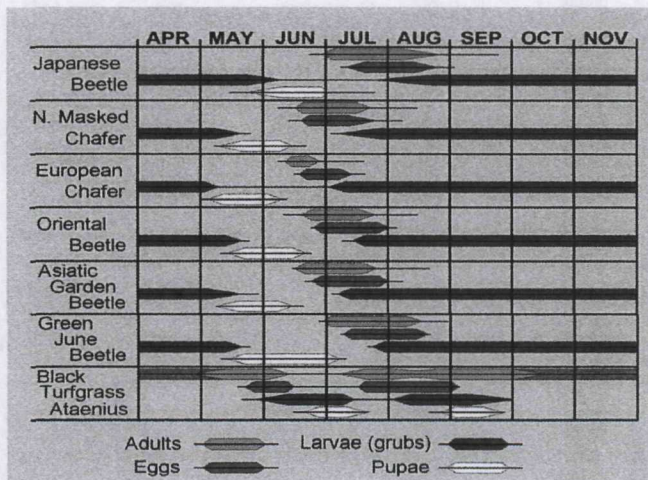 APR MAY JUN JUL AUG SEP OCT NOV
Japanese
Beetle
N. Masked
Chafer
European
Chafer
Oriental
Beetle
Asiatic
Garden
Beetle
Green
June
Beetle
Black
Turfgrass
Ataenius
Adults Larvae (grubs)
Eggs Pupae